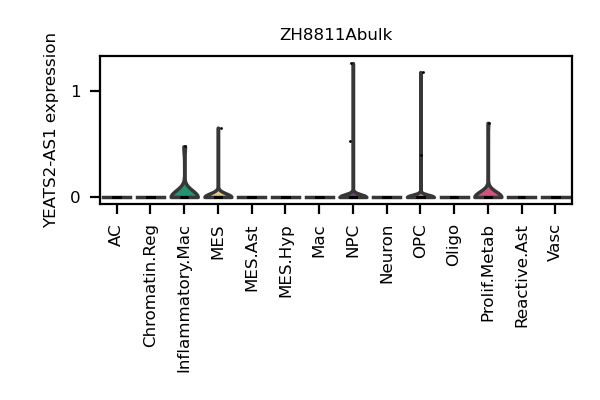 ZH8811Abulk
YEATS2-AS1 expression
1
0
AC
Chromatin.Reg
Inflammatory.Mac
MES
MES.Ast
MES.Hyp
Mac
NPC
Neuron
OPC
Oligo
Prolif.Metab
Reactive.Ast
Vasc